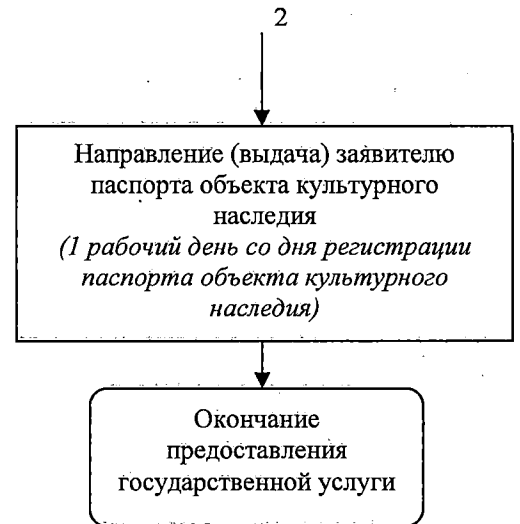 2
Направление (выдача) заявителю
паспорта объекта культурного
наследия
(1 рабочий день со дня регистрации
паспорта объекта культурного
наследия)
Окончание
предоставления
государственной услуги